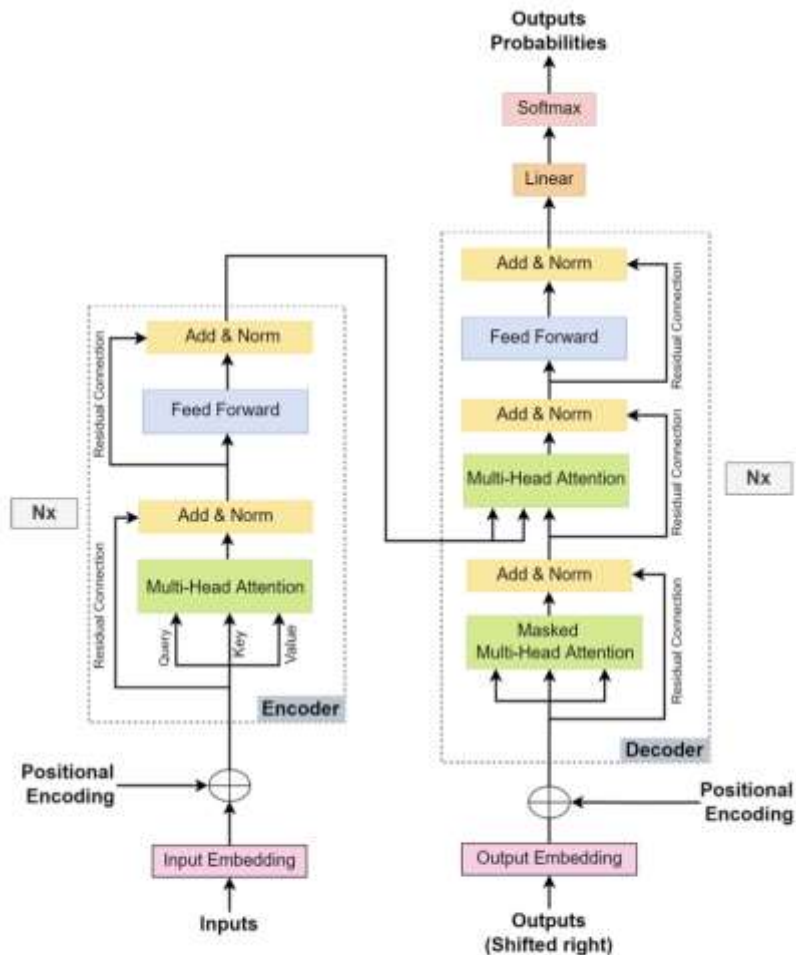 Outputs
Probabilities
Softmax
Linear
Add & Norm
Residual Connection
Feed Forward
Add & Norm
Residual Connection
Multi-Head Attention
Nx
Add & Norm
Residual Connection
Masked
Multi-Head Attention
Decoder
Positional
Encoding
Output Embedding
Outputs
(Shifted right)
Add & Norm
Residual Connection
Feed Forward
Nx
Add & Norm
Residual Connection
Multi-Head Attention
Query
Key
Value
Encoder
Positional
Encoding
Input Embedding
Inputs